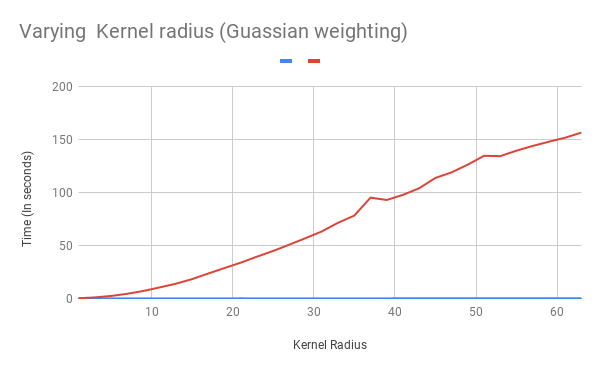 Varying  Kernel radius (Guassian weighting)
200
150
100
50
0
Time (In seconds)
10 20 30 40 50 60
Kernel Radius